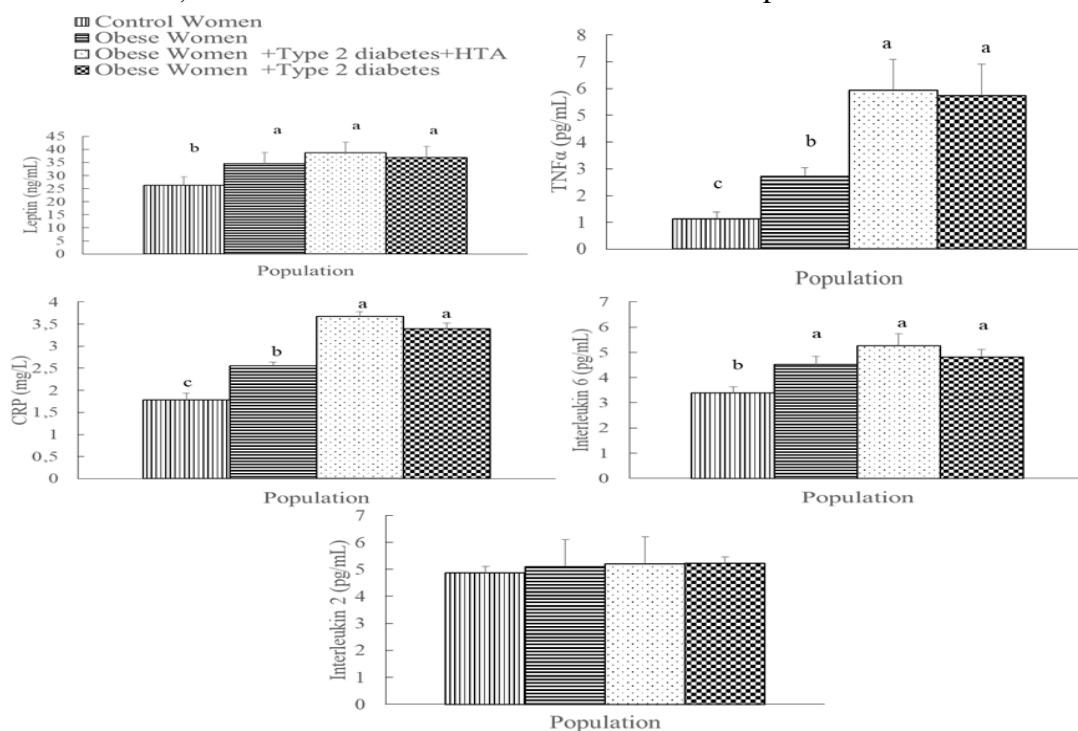 Control Women
Obese Women
Obese Women +Type 2 diabetes+HTA
Obese Women +Type 2 diabetes
Leptin (ng/mL)
45
40
35
30
25
20
15
10
5
0
b
a
a
a
Population
TNFα (pg/mL)
8
7
6
5
4
3
2
1
0
c
b
a
a
Population
CRP (mg/L)
4
3,5
3
2,5
2
1,5
1
0,5
0
c
b
a
a
Population
Interleukin 6 (pg/mL)
7
6
5
4
3
2
1
0
b
a
a
a
Population
Interleukin 2 (pg/mL)
7
6
5
4
3
2
1
0
Population